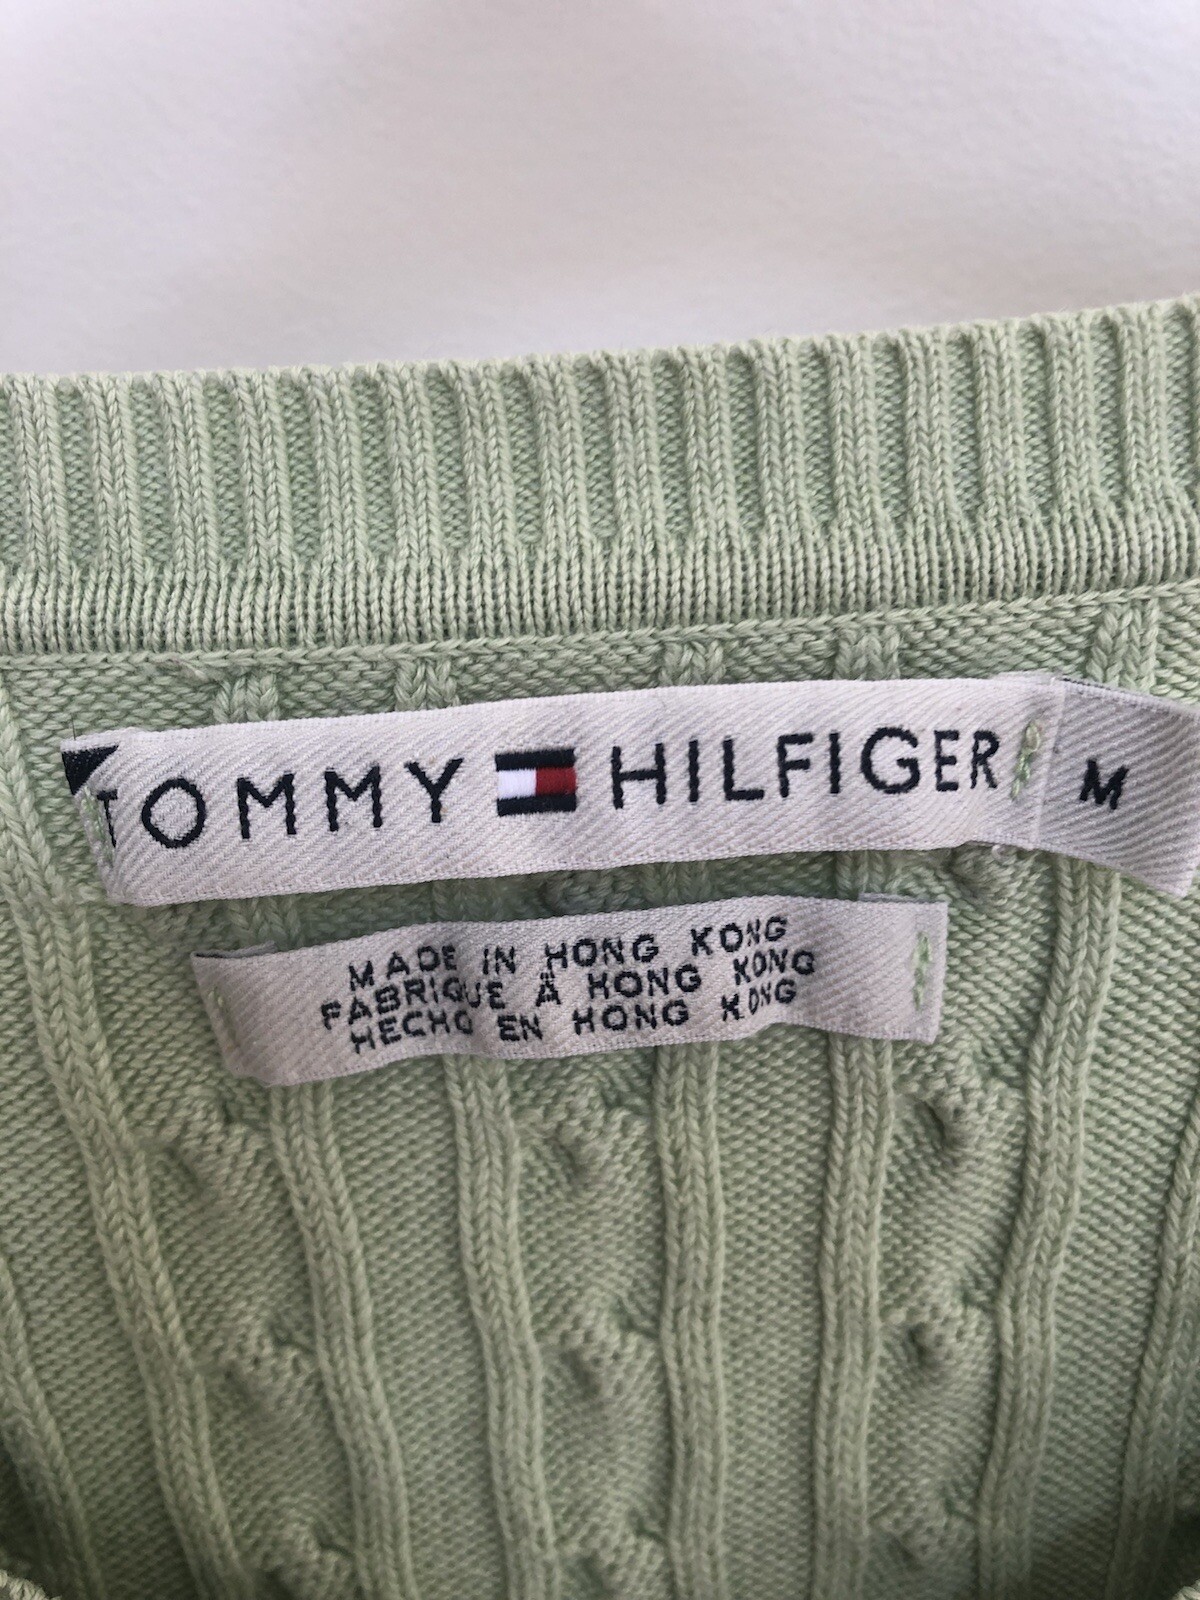 TOMMY HILFIGER M
MADE IN HONG KONG
FABRIQUE Ä HONG KONG
HECHO EN HONG KONG